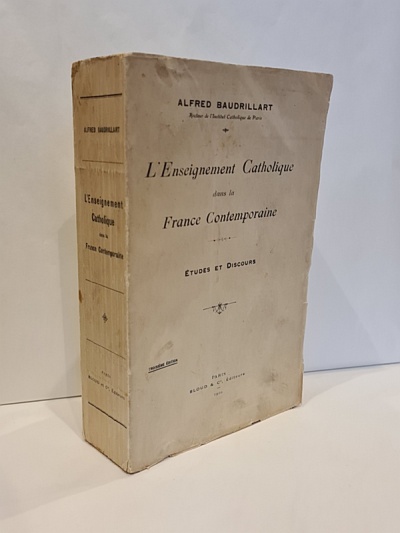 ALFRED BAUDRILLART
L'Enseignement
Catholique
dans la
France Contemporaine
PARIS
ALFRED BAUDRILLART
Recteur de l'Institut Catholique de Paris
L'Enseignement Catholique
dans la
France Contemporaine
ÉTUDES ET DISCOURS
PARIS
BLOUD & Cie, Éditeurs